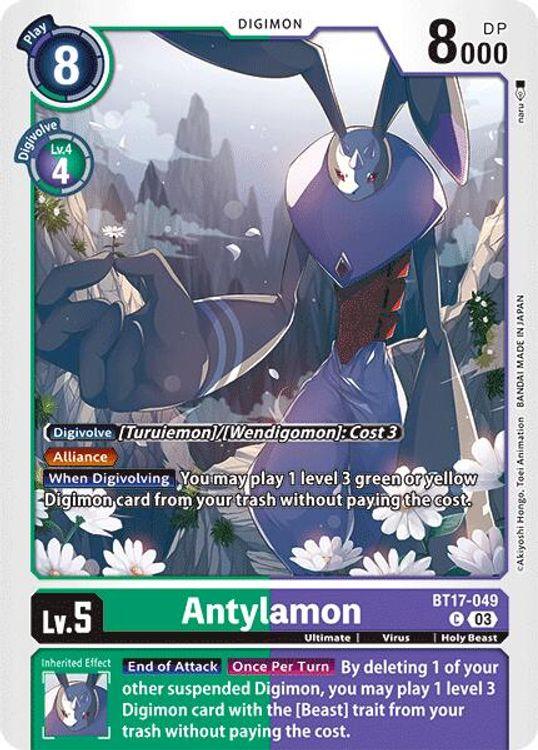 DIGIMON
Play
8
DP
8000
Digivolve
Lv.4
4
naru
Digivolve [Turuiemon]/[Wendigomon]: Cost 3
Alliance
When Digivolving You may play 1 level 3 green or yellow
Digimon card from your trash without paying the cost.
©Akiyoshi Hongo, Toei Animation BANDAI MADE IN JAPAN
Lv.5
Antylamon
BT17-049
C 03
Ultimate | Virus | Holy Beast
Inherited Effect
End of Attack Once Per Turn By deleting 1 of your
other suspended Digimon, you may play 1 level 3
Digimon card with the [Beast] trait from your
trash without paying the cost.